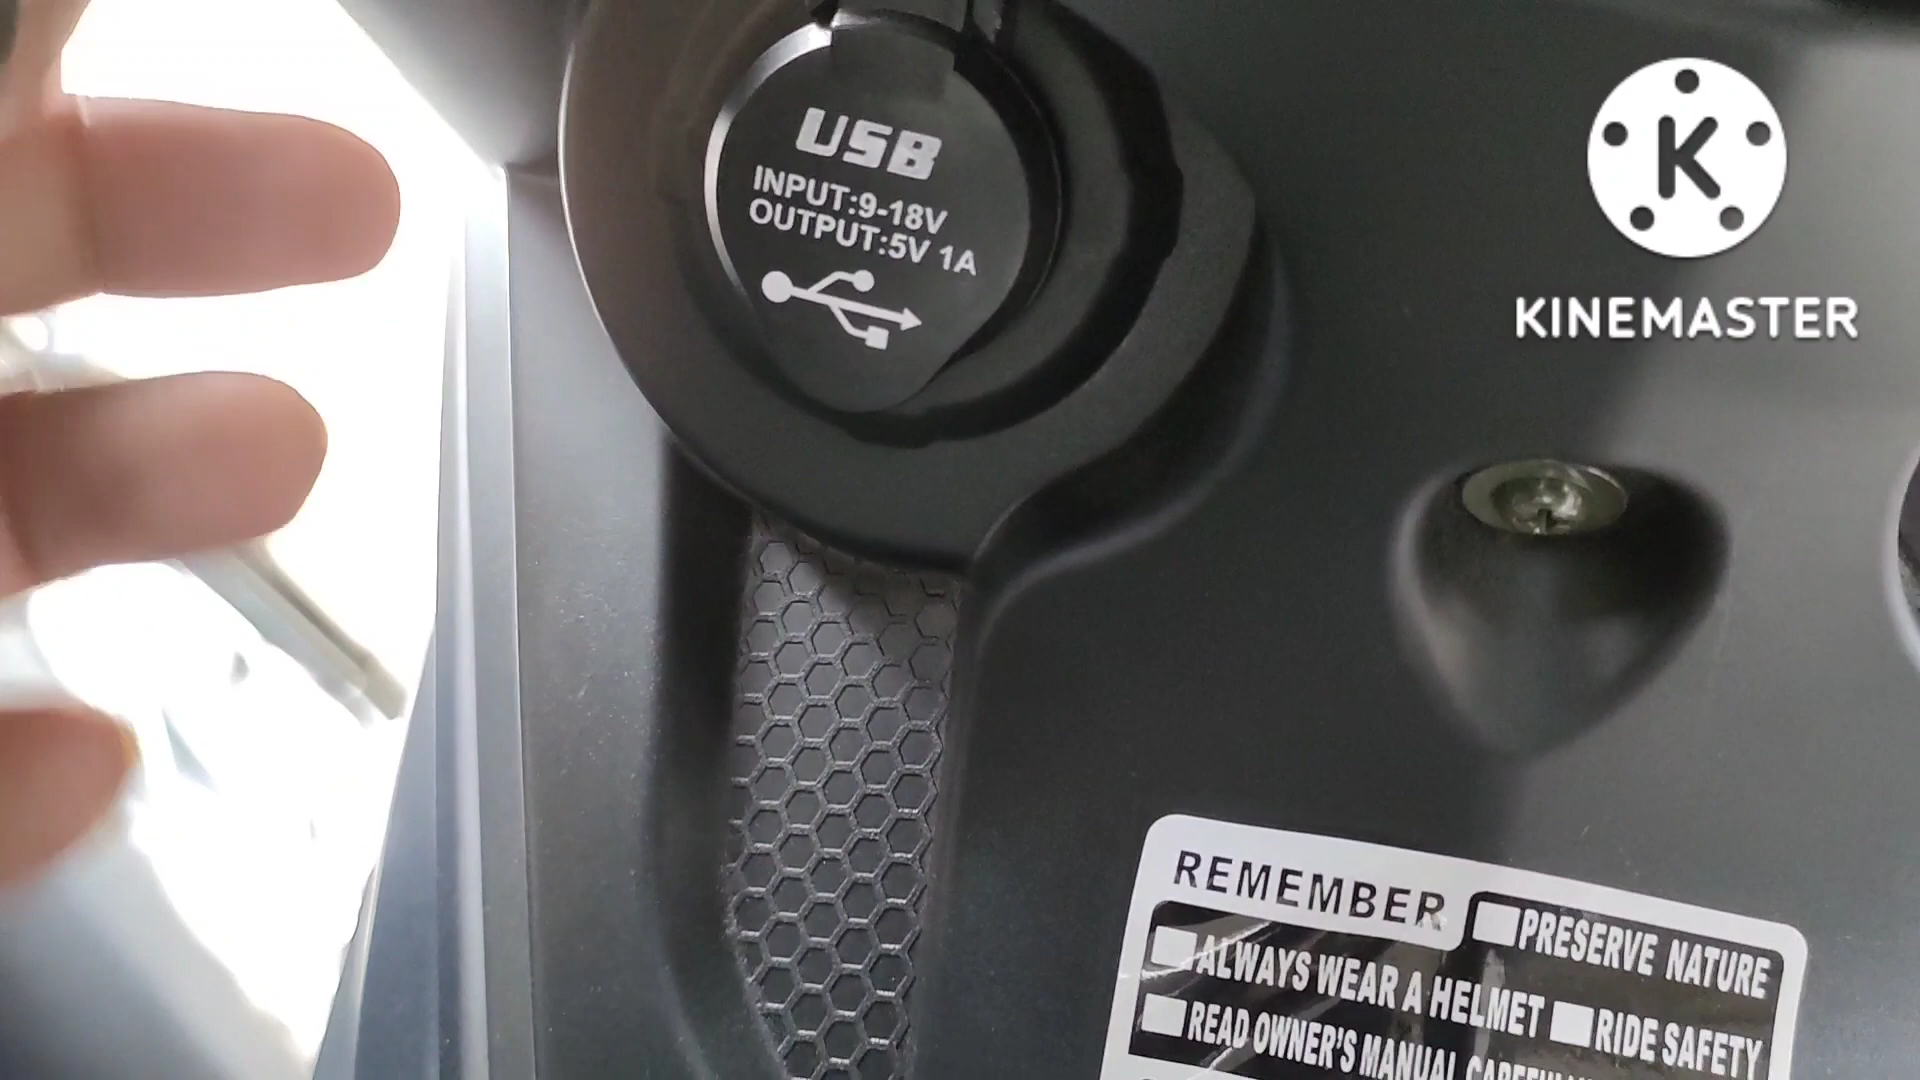 USB
INPUT:9-18V
OUTPUT:5V 1A
K
KINEMASTER
REMEMBER
PRESERVE NATURE
ALWAYS WEAR A HELMET
RIDE SAFETY
READ OWNER'S MANUAL